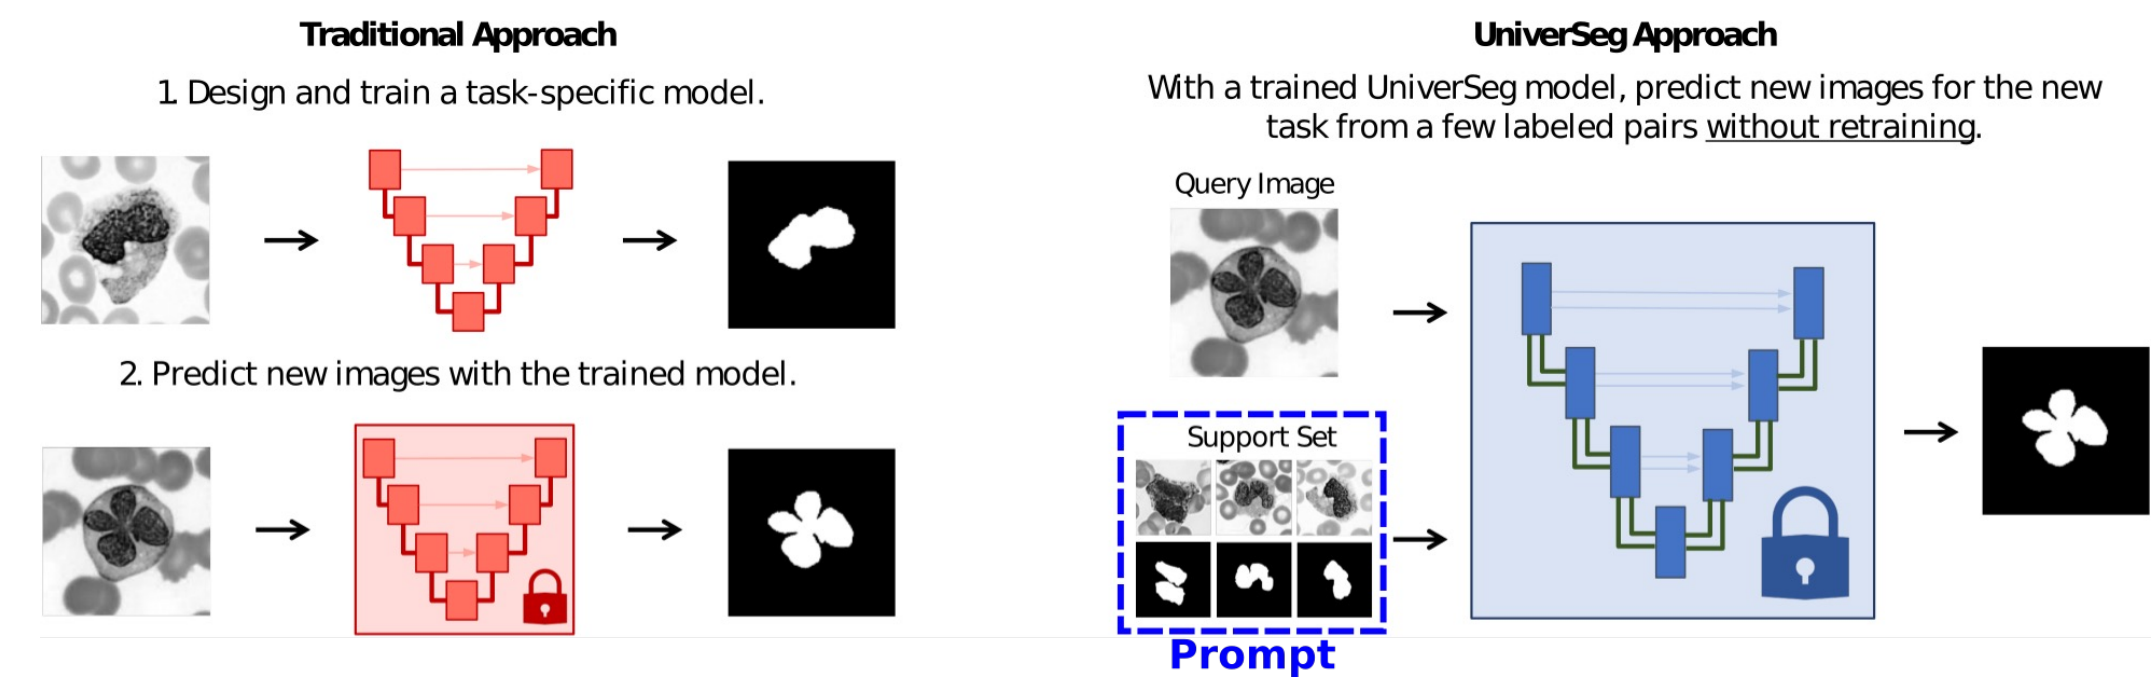 Traditional Approach
1. Design and train a task-specific model.
2. Predict new images with the trained model.
UniverSeg Approach
With a trained UniverSeg model, predict new images for the new
task from a few labeled pairs without retraining.
Query Image
Support Set
Prompt